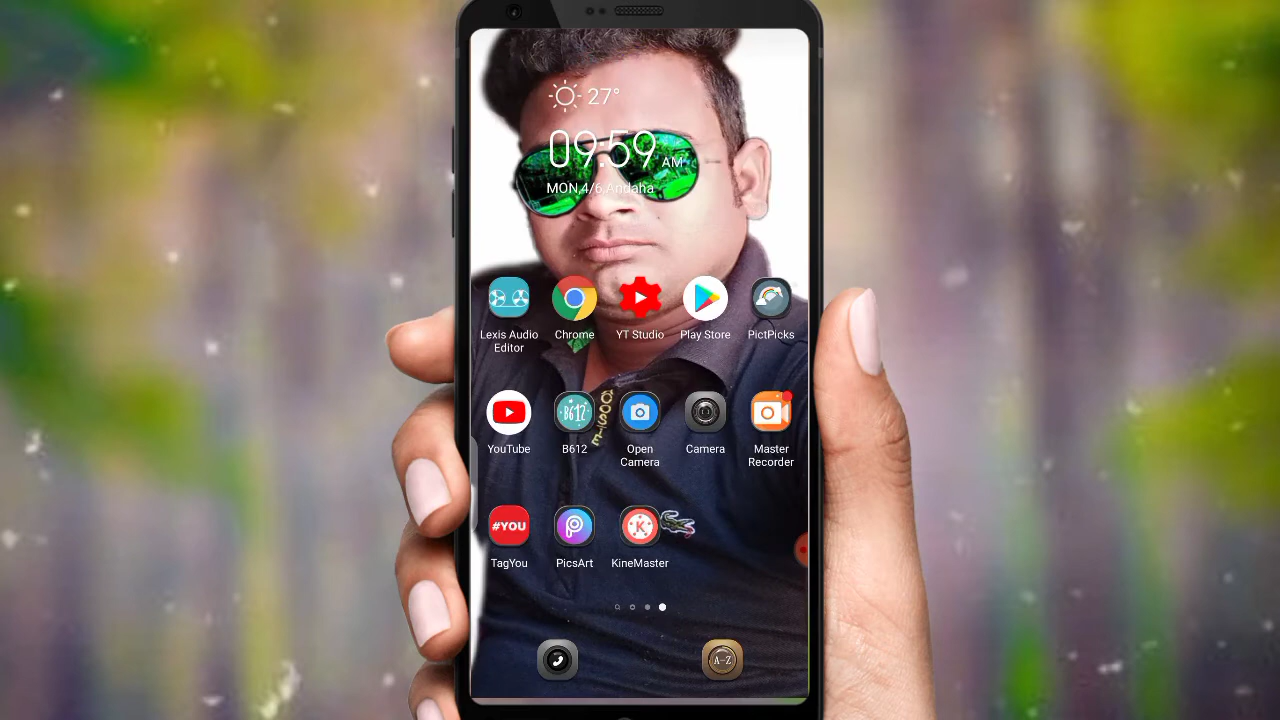 27°
09:59 AM
MON,4/6 Andaha
Lexis Audio Editor
Chrome
YT Studio
Play Store
PictPicks
YouTube
B612
B612
Open Camera
Camera
Master Recorder
#YOU
TagYou
PicsArt
K
KineMaster
A-Z